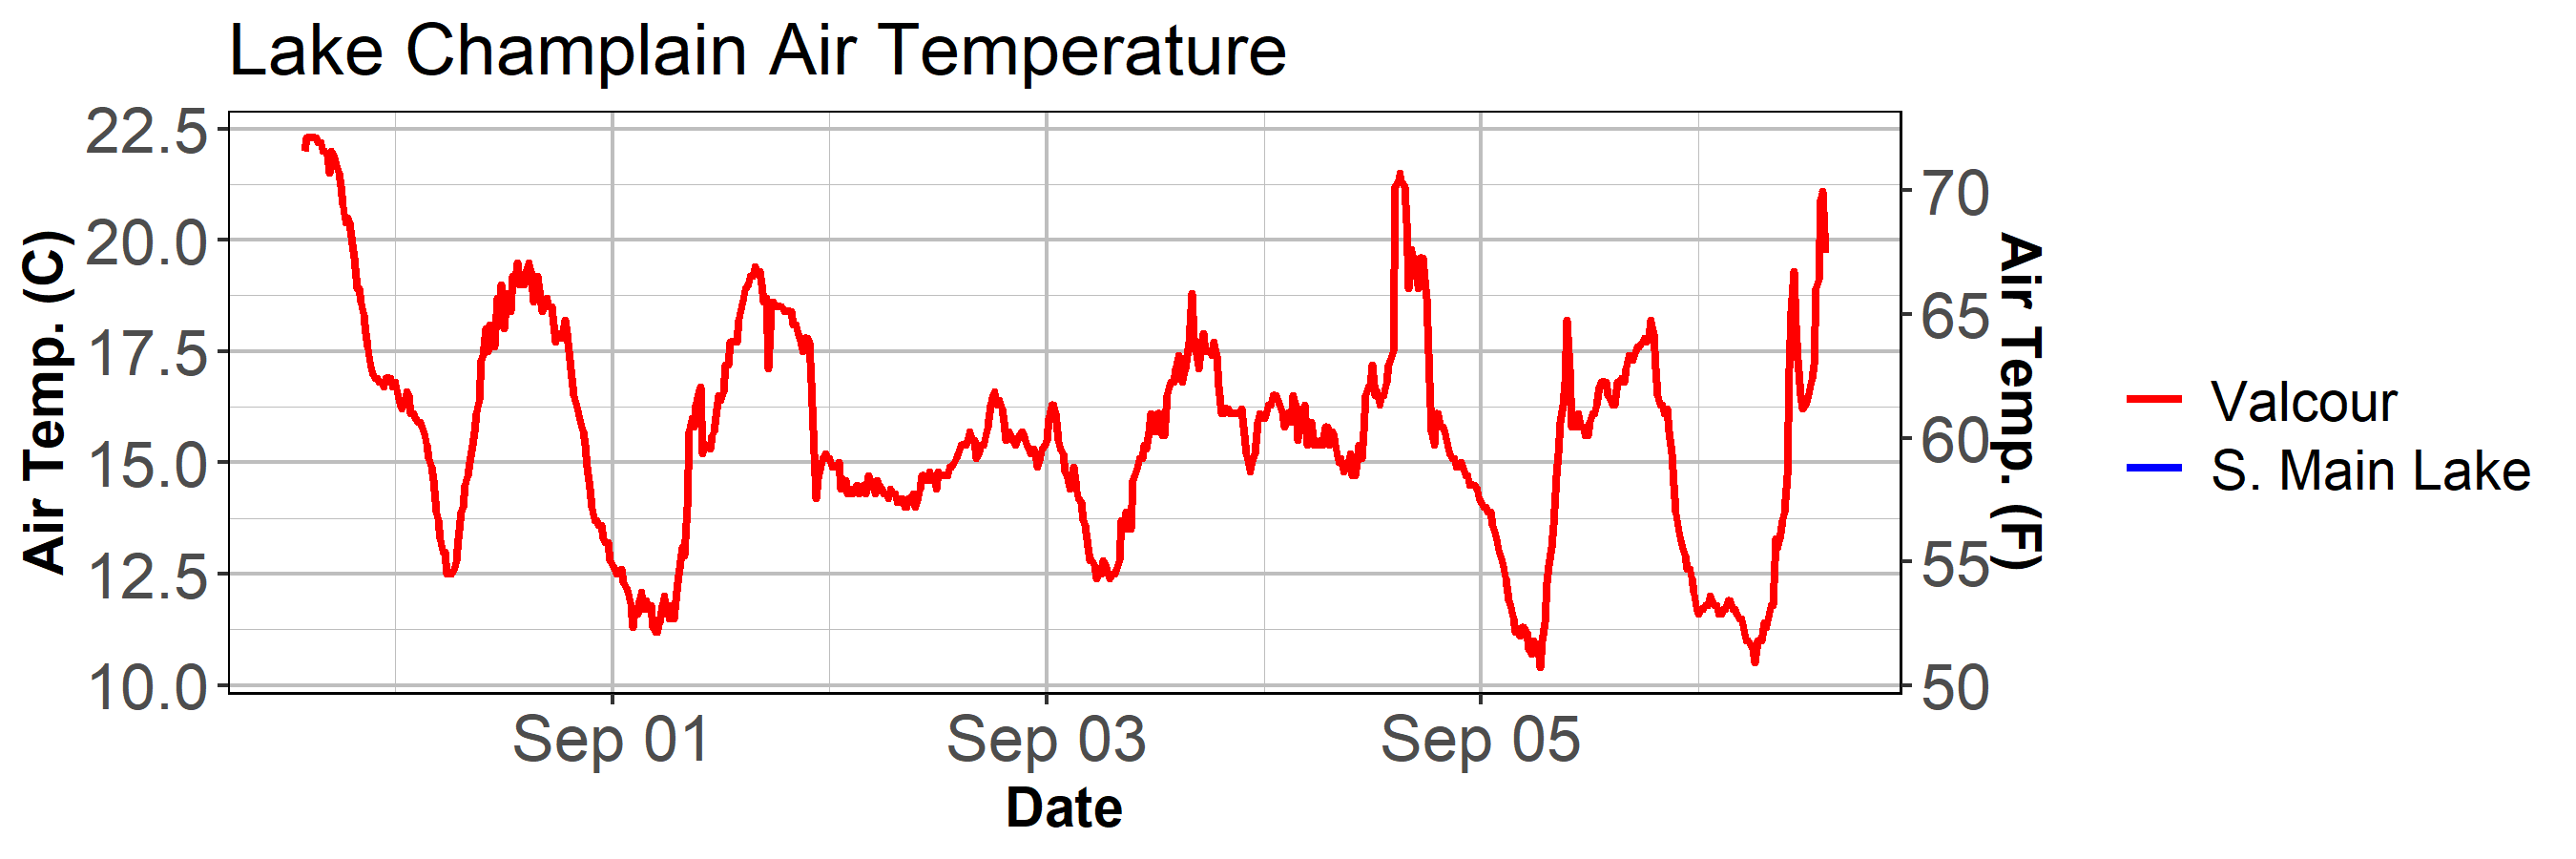 Lake Champlain Air Temperature
22.5
20.0
17.5
15.0
12.5
10.0
Air Temp. (C)
70
65
60
55
50
Air Temp. (F)
Sep 01
Sep 03
Sep 05
Date
Valcour
S. Main Lake